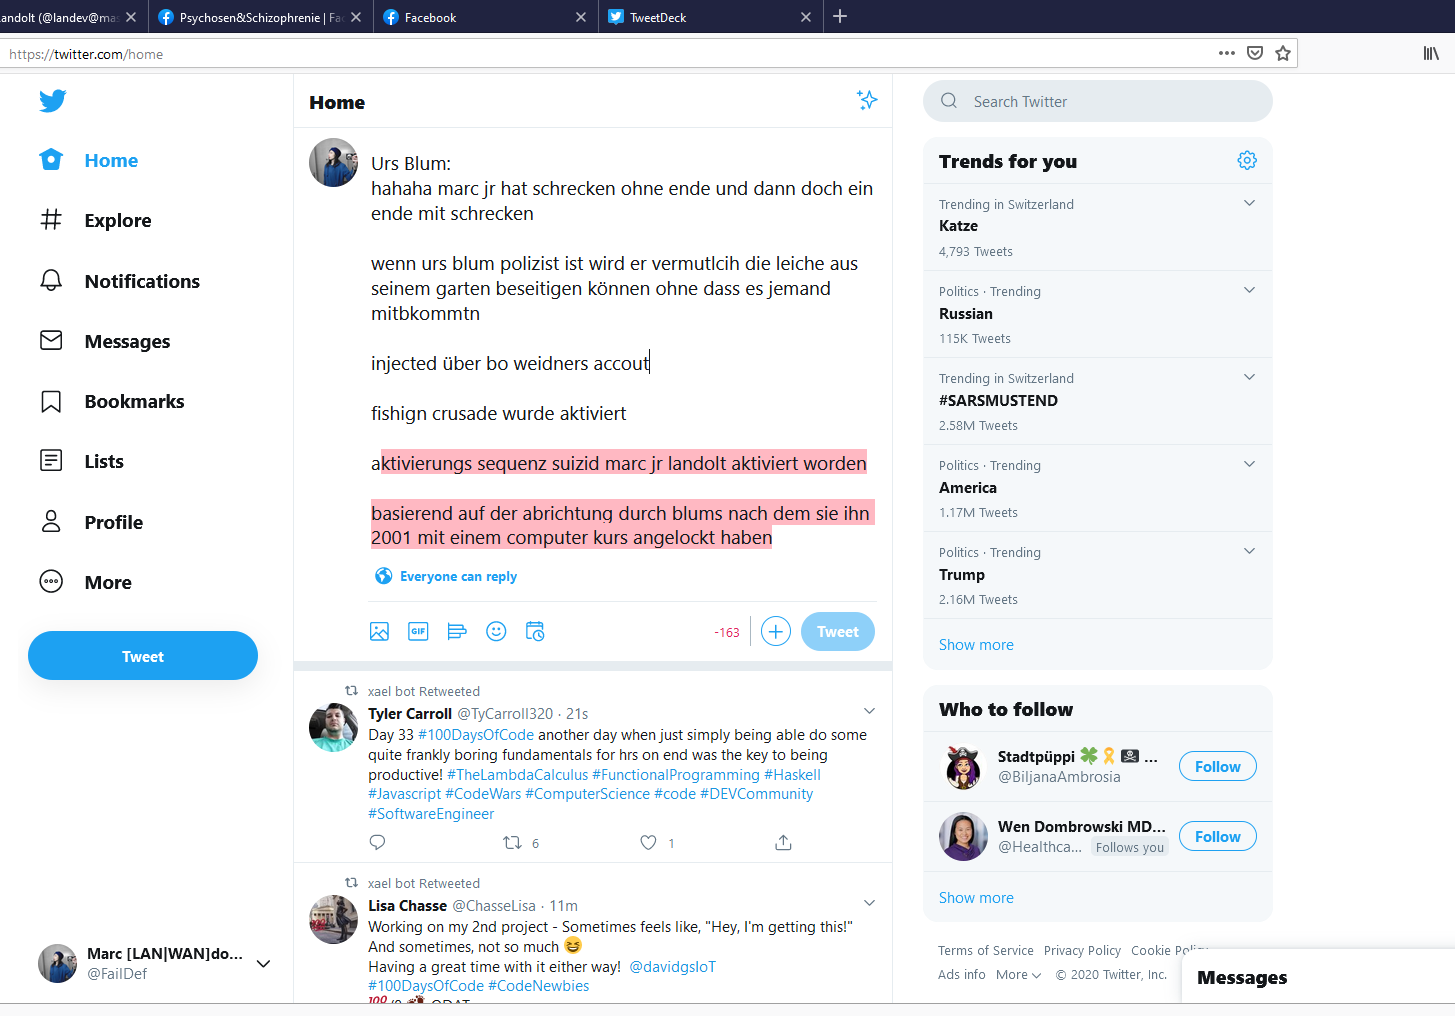 andolt (@landev@mas
Psychosen&Schizophrenie | Fac
Facebook
TweetDeck
https://twitter.com/home
Home
Explore
Notifications
Messages
Bookmarks
Lists
Profile
More
Tweet
Marc [LAN|WAN]do...
@FailDef
Home
Urs Blum:
hahaha marc jr hat schrecken ohne ende und dann doch ein
ende mit schrecken
wenn urs blum polizist ist wird er vermutlcih die leiche aus
seinem garten beseitigen können ohne dass es jemand
mitbkommtn
injected über bo weidners accout
fishign crusade wurde aktiviert
aktivierungs sequenz suizid marc jr landolt aktiviert worden
basierend auf der abrichtung durch blums nach dem sie ihn
2001 mit einem computer kurs angelockt haben
Everyone can reply
GIF
-163
Tweet
xael bot Retweeted
Tyler Carroll @TyCarroll320 · 21s
Day 33 #100DaysOfCode another day when just simply being able do some
quite frankly boring fundamentals for hrs on end was the key to being
productive! #TheLambdaCalculus #FunctionalProgramming #Haskell
#Javascript #CodeWars #ComputerScience #code #DEVCommunity
#SoftwareEngineer
6 1
xael bot Retweeted
Lisa Chasse @ChasseLisa · 11m
Working on my 2nd project - Sometimes feels like, "Hey, I'm getting this!"
And sometimes, not so much 😆
Having a great time with it either way! @davidgsIoT
#100DaysOfCode #CodeNewbies
Search Twitter
Trends for you
Trending in Switzerland
Katze
4,793 Tweets
Politics · Trending
Russian
115K Tweets
Trending in Switzerland
#SARSMUSTEND
2.58M Tweets
Politics · Trending
America
1.17M Tweets
Politics · Trending
Trump
2.16M Tweets
Show more
Who to follow
Stadtpüppi 🍀🎗️🏴‍☠️ ...
@BiljanaAmbrosia
Follow
Wen Dombrowski MD...
@Healthca... Follows you
Follow
Show more
Terms of Service Privacy Policy Cookie Policy
Ads info More © 2020 Twitter, Inc.
Messages